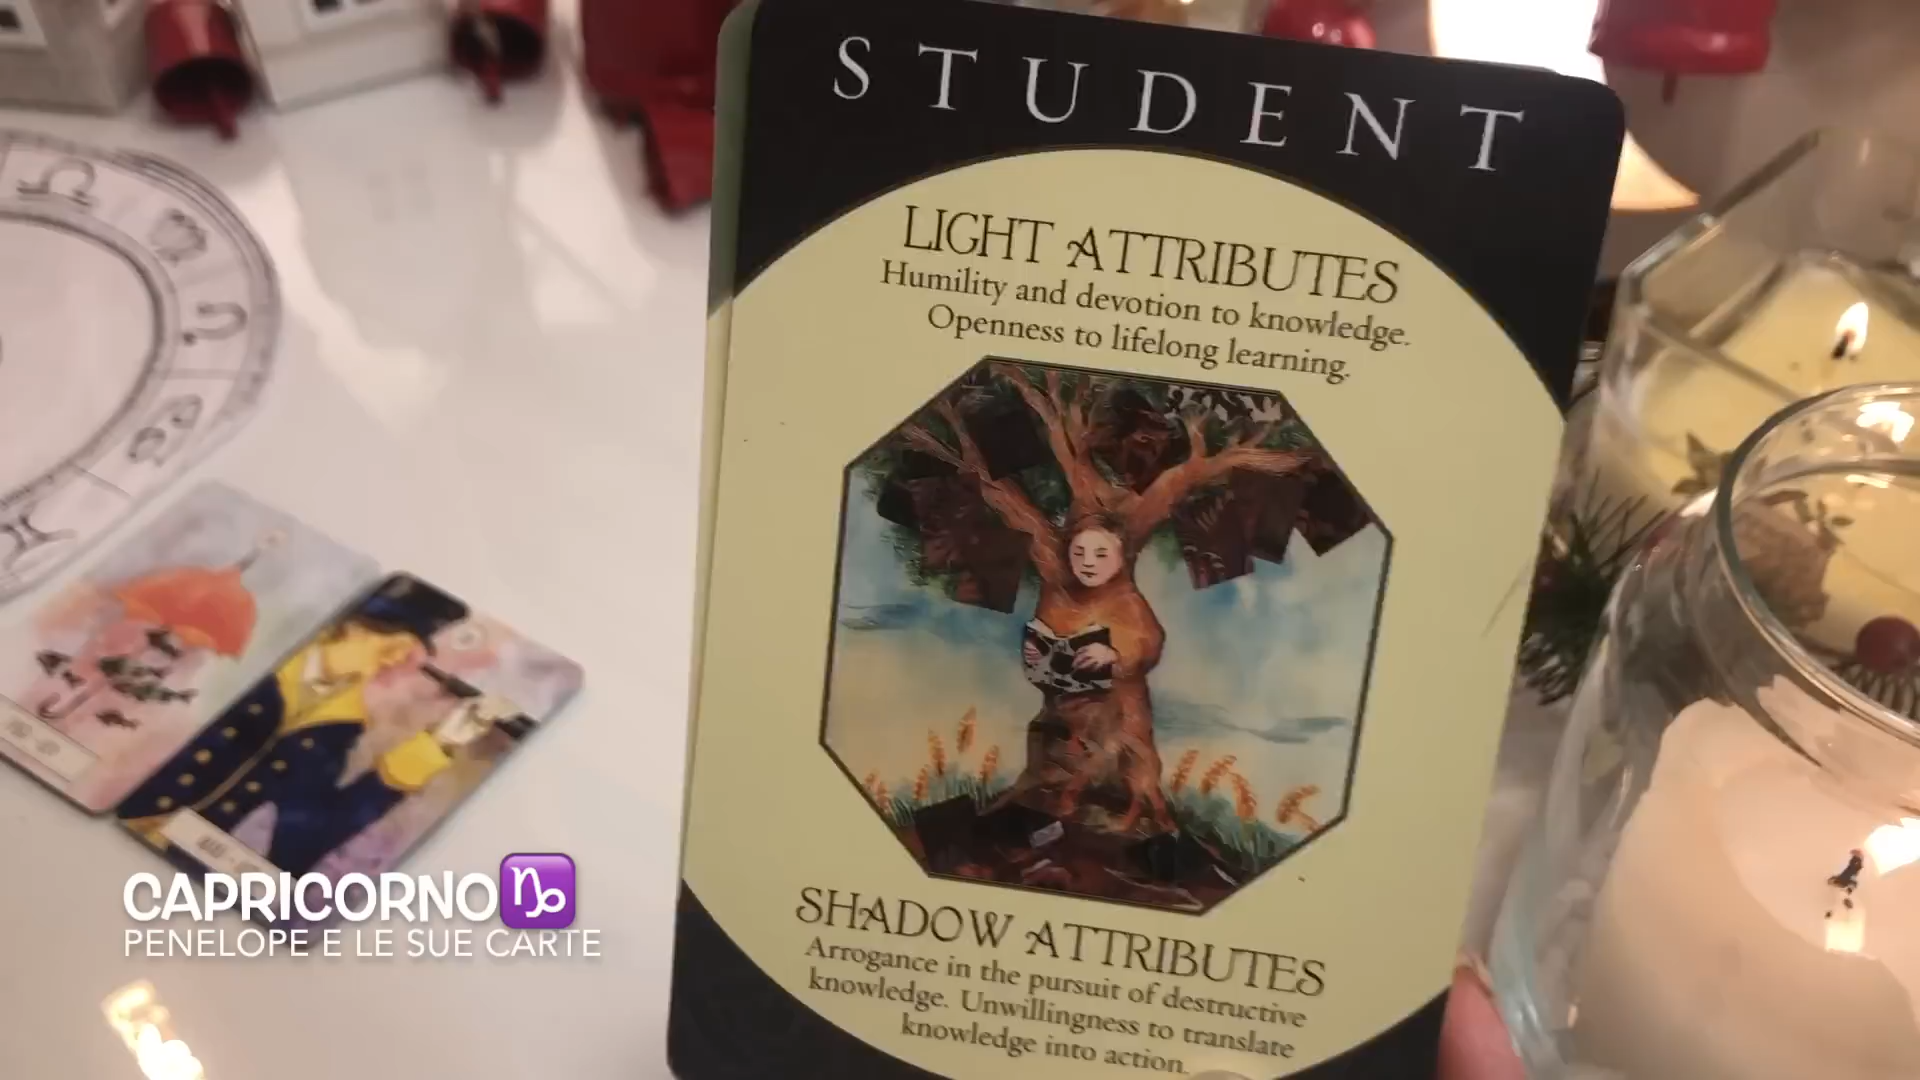 STUDENT
LIGHT ATTRIBUTES
Humility and devotion to knowledge.
Openness to lifelong learning.
SHADOW ATTRIBUTES
Arrogance in the pursuit of destructive
knowledge. Unwillingness to translate
knowledge into action.
CAPRICORNO♑
PENELOPE E LE SUE CARTE